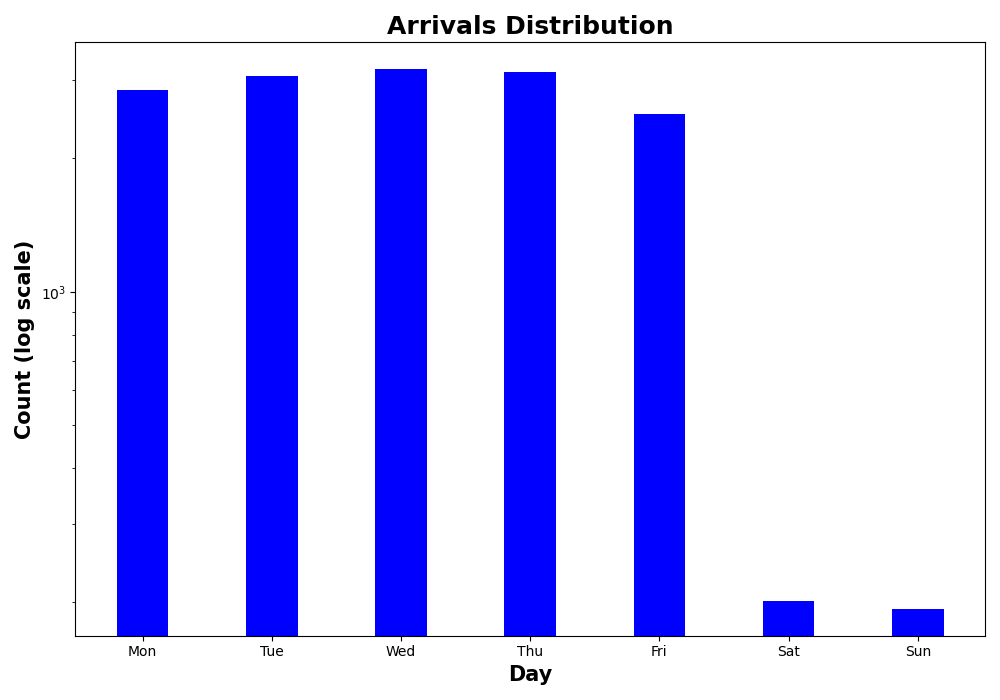 Arrivals Distribution
Count (log scale)
10³
Mon Tue Wed Thu Fri Sat Sun
Day